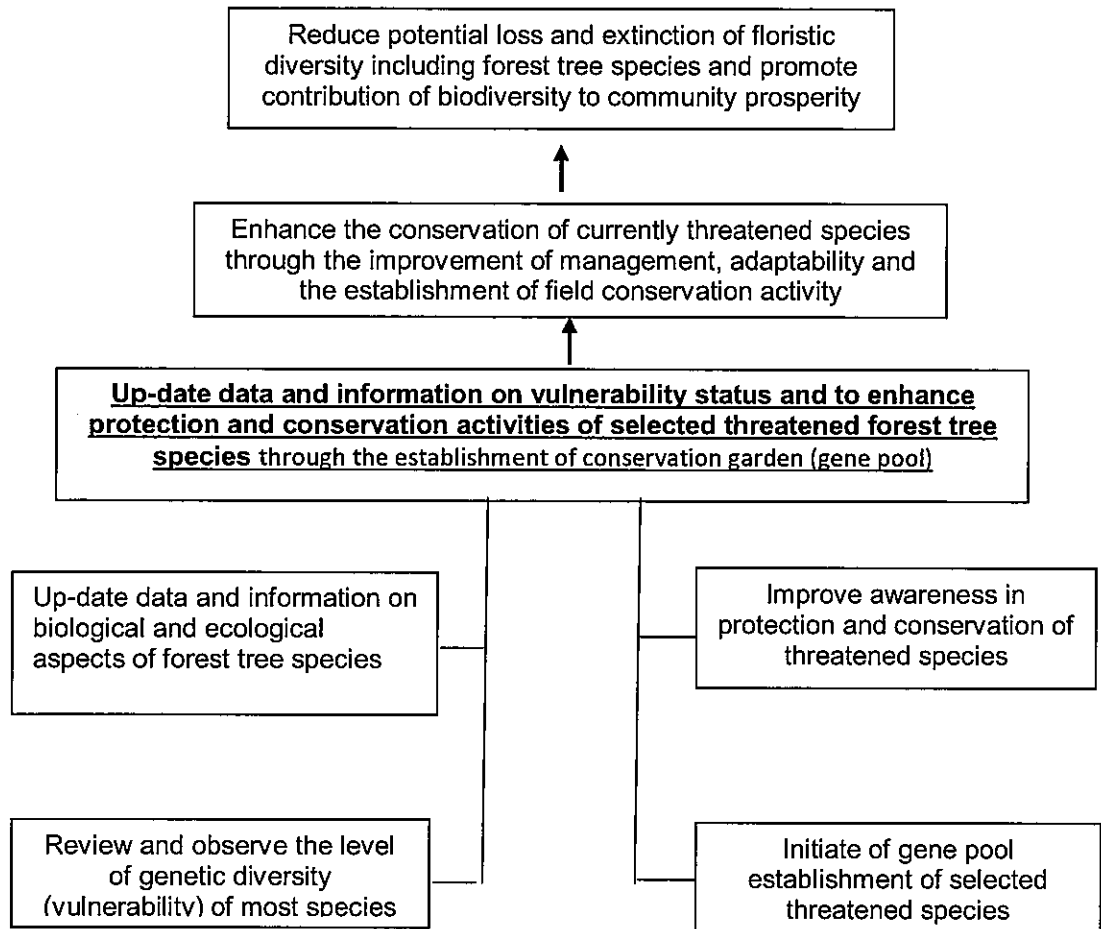 Reduce potential loss and extinction of floristic
diversity including forest tree species and promote
contribution of biodiversity to community prosperity
Enhance the conservation of currently threatened species
through the improvement of management, adaptability and
the establishment of field conservation activity
Up-date data and information on vulnerability status and to enhance
protection and conservation activities of selected threatened forest tree
species through the establishment of conservation garden (gene pool)
Up-date data and information on
biological and ecological
aspects of forest tree species
Improve awareness in
protection and conservation of
threatened species
Review and observe the level
of genetic diversity
(vulnerability) of most species
Initiate of gene pool
establishment of selected
threatened species